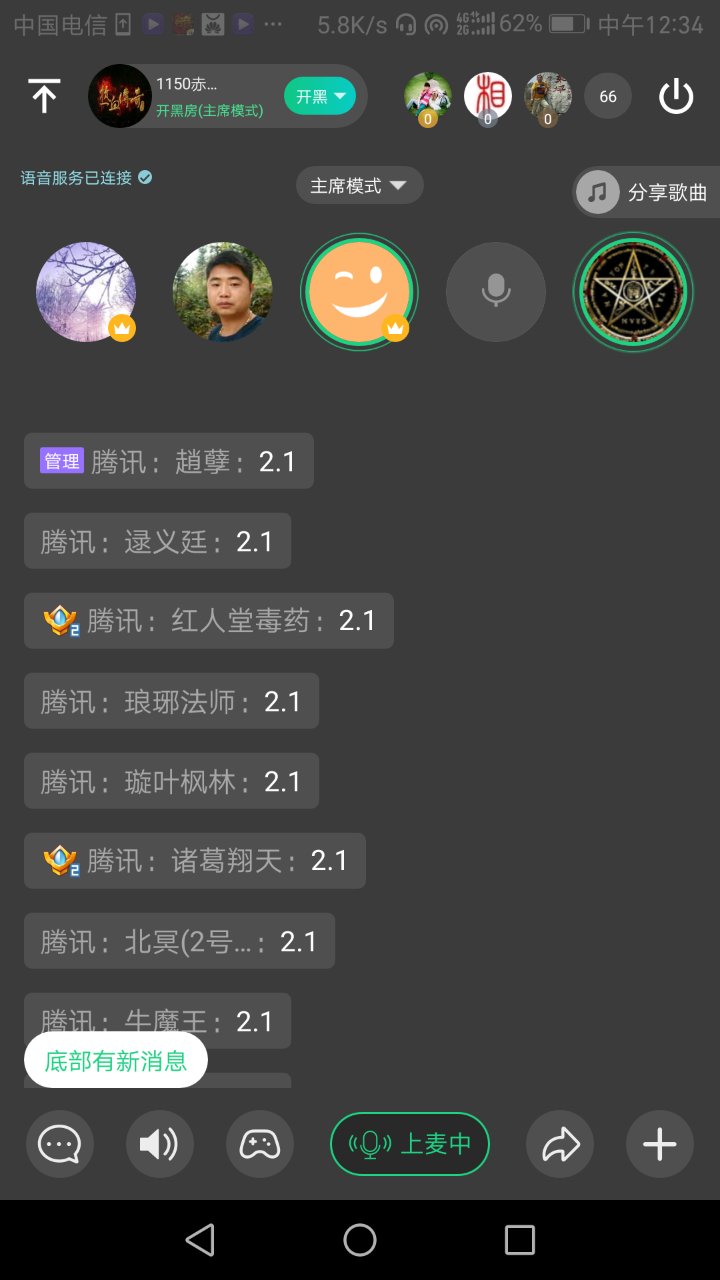 中国电信 ... 5.8K/s 4G 2G 62% 中午12:34
1150赤...
开黑房(主席模式)
开黑
0
0
0
66
语音服务已连接
主席模式
分享歌曲
管理 腾讯：趙孽：2.1
腾讯：逯义廷：2.1
2 腾讯：红人堂毒药：2.1
腾讯：琅琊法师：2.1
腾讯：璇叶枫林：2.1
2 腾讯：诸葛翔天：2.1
腾讯：北冥(2号...：2.1
腾讯：牛魔王：2.1
底部有新消息
上麦中